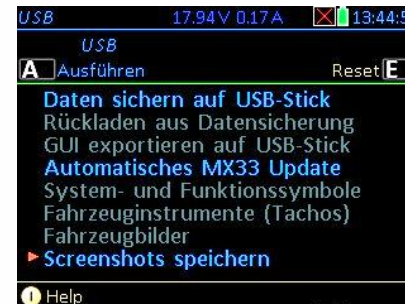 USB 17.94V 0.17A 13:44:5
USB
A Ausführen Reset E
Daten sichern auf USB-Stick
Rückladen aus Datensicherung
GUI exportieren auf USB-Stick
Automatisches MX33 Update
System- und Funktionssymbole
Fahrzeuginstrumente (Tachos)
Fahrzeugbilder
Screenshots speichern
i Help